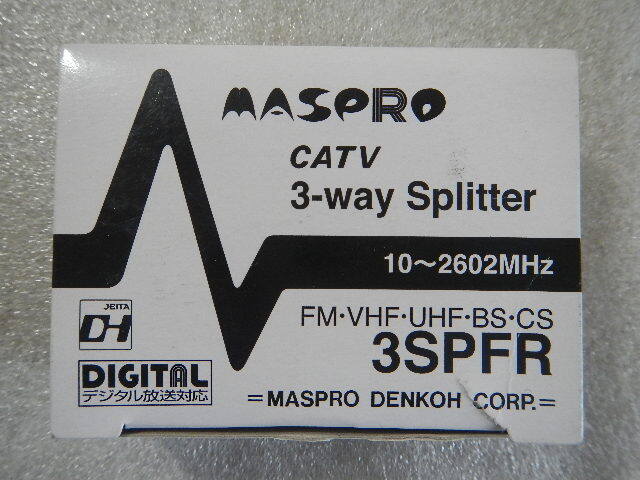 MASPRO
CATV
3-way Splitter
10～2602MHz
FM・VHF・UHF・BS・CS
3SPFR
JEITA
DH
DIGITAL
デジタル放送対応
=MASPRO DENKOH CORP.=